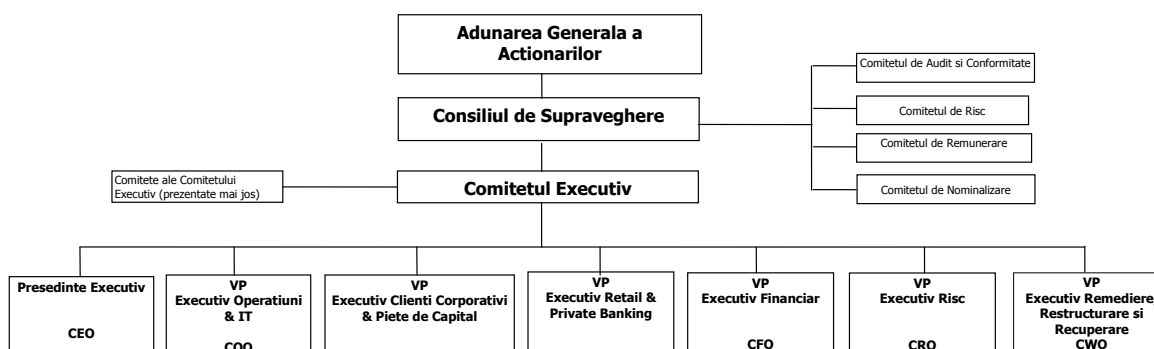 Adunarea Generala a
Actionarilor
Comitetul de Audit si Conformitate
Consiliul de Supraveghere
Comitetul de Risc
Comitetul de Remunerare
Comitetul de Nominalizare
Comitete ale Comitetului
Executiv (prezentate mai jos)
Comitetul Executiv
Presedinte Executiv
CEO
VP
Executiv Operatiuni
& IT
COO
VP
Executiv Clienti Corporativi
& Piete de Capital
VP
Executiv Retail &
Private Banking
VP
Executiv Financiar
CFO
VP
Executiv Risc
CRO
VP
Executiv Remediere,
Restructurare si
Recuperare
CWO